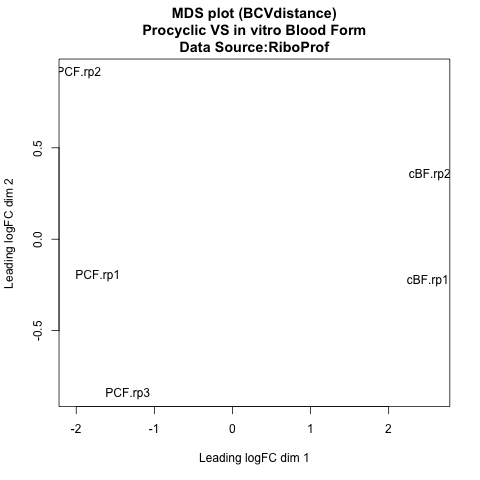 MDS plot (BCVdistance)
Procyclic VS in vitro Blood Form
Data Source:RiboProf
PCF.rp2
cBF.rp2
PCF.rp1
cBF.rp1
PCF.rp3
Leading logFC dim 2
0.5
0.0
-0.5
-2
-1
0
1
2
Leading logFC dim 1